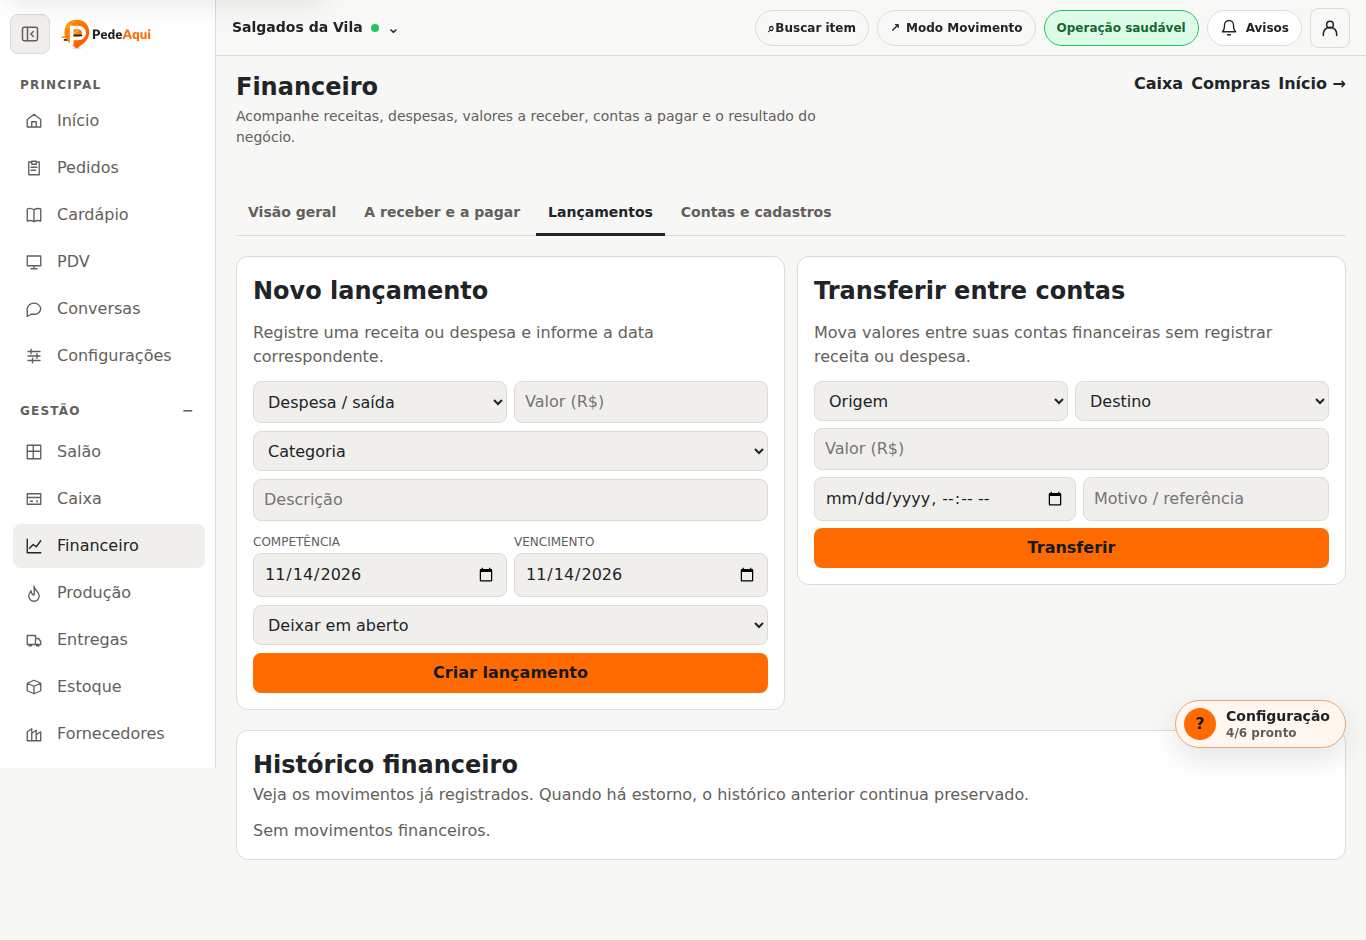 PedeAqui
PRINCIPAL
Início
Pedidos
Cardápio
PDV
Conversas
Configurações
GESTÃO −
Salão
Caixa
Financeiro
Produção
Entregas
Estoque
Fornecedores
Salgados da Vila
Buscar item
↗ Modo Movimento
Operação saudável
Avisos
Financeiro
Caixa Compras Início →
Acompanhe receitas, despesas, valores a receber, contas a pagar e o resultado do
negócio.
Visão geral A receber e a pagar Lançamentos Contas e cadastros
Novo lançamento
Registre uma receita ou despesa e informe a data
correspondente.
Despesa / saída Valor (R$)
Categoria
Descrição
COMPETÊNCIA VENCIMENTO
11/14/2026 11/14/2026
Deixar em aberto
Criar lançamento
Transferir entre contas
Mova valores entre suas contas financeiras sem registrar
receita ou despesa.
Origem Destino
Valor (R$)
mm/dd/yyyy, --:-- -- Motivo / referência
Transferir
? Configuração
4/6 pronto
Histórico financeiro
Veja os movimentos já registrados. Quando há estorno, o histórico anterior continua preservado.
Sem movimentos financeiros.